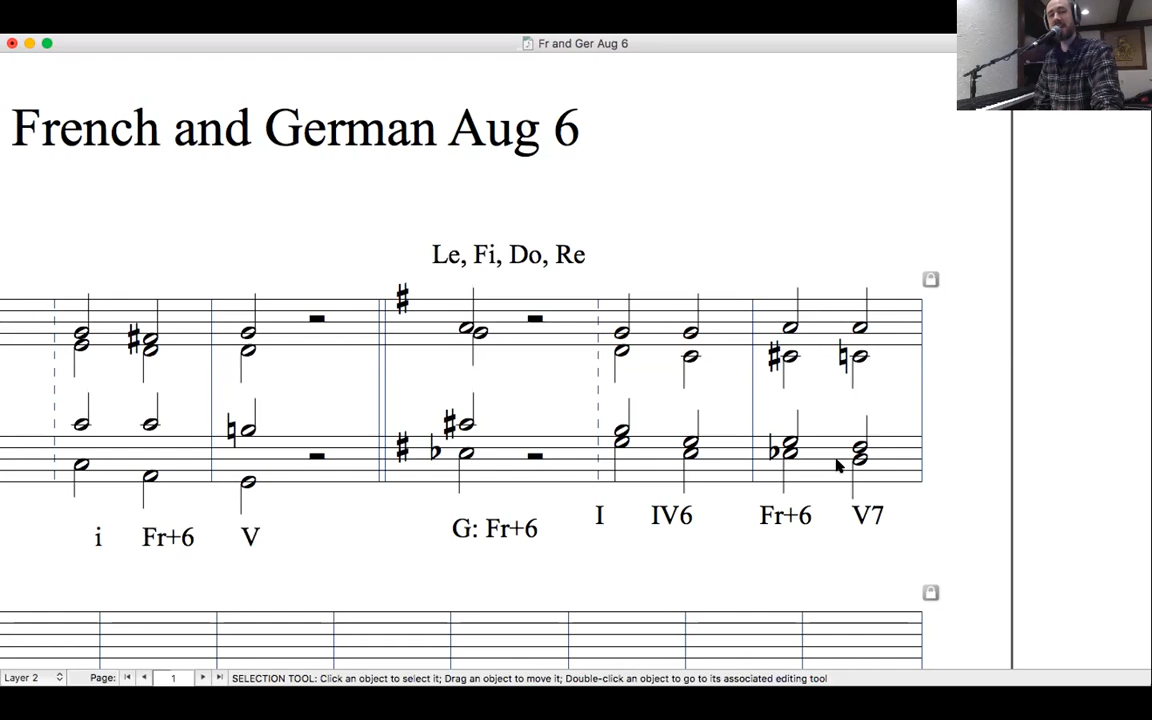 Fr and Ger Aug 6
French and German Aug 6
Le, Fi, Do, Re
i Fr+6 V G: Fr+6 I IV6 Fr+6 V7
Layer 2 Page: 1 SELECTION TOOL: Click an object to select it; Drag an object to move it; Double-click an object to go to its associated editing tool